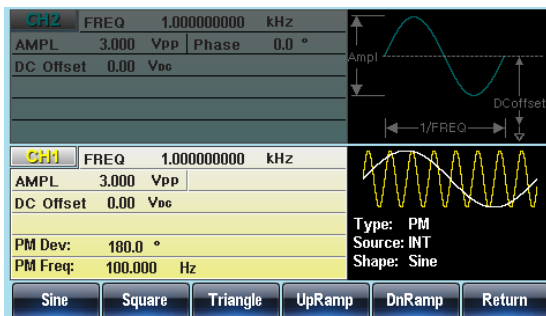 CH2 FREQ 1.000000000 kHz
AMPL 3.000 Vpp Phase 0.0 °
DC Offset 0.00 VDC
Ampl
DCoffset
1/FREQ
CH1 FREQ 1.000000000 kHz
AMPL 3.000 Vpp
DC Offset 0.00 VDC
PM Dev: 180.0 °
PM Freq: 100.000 Hz
Type: PM
Source: INT
Shape: Sine
Sine Square Triangle UpRamp DnRamp Return